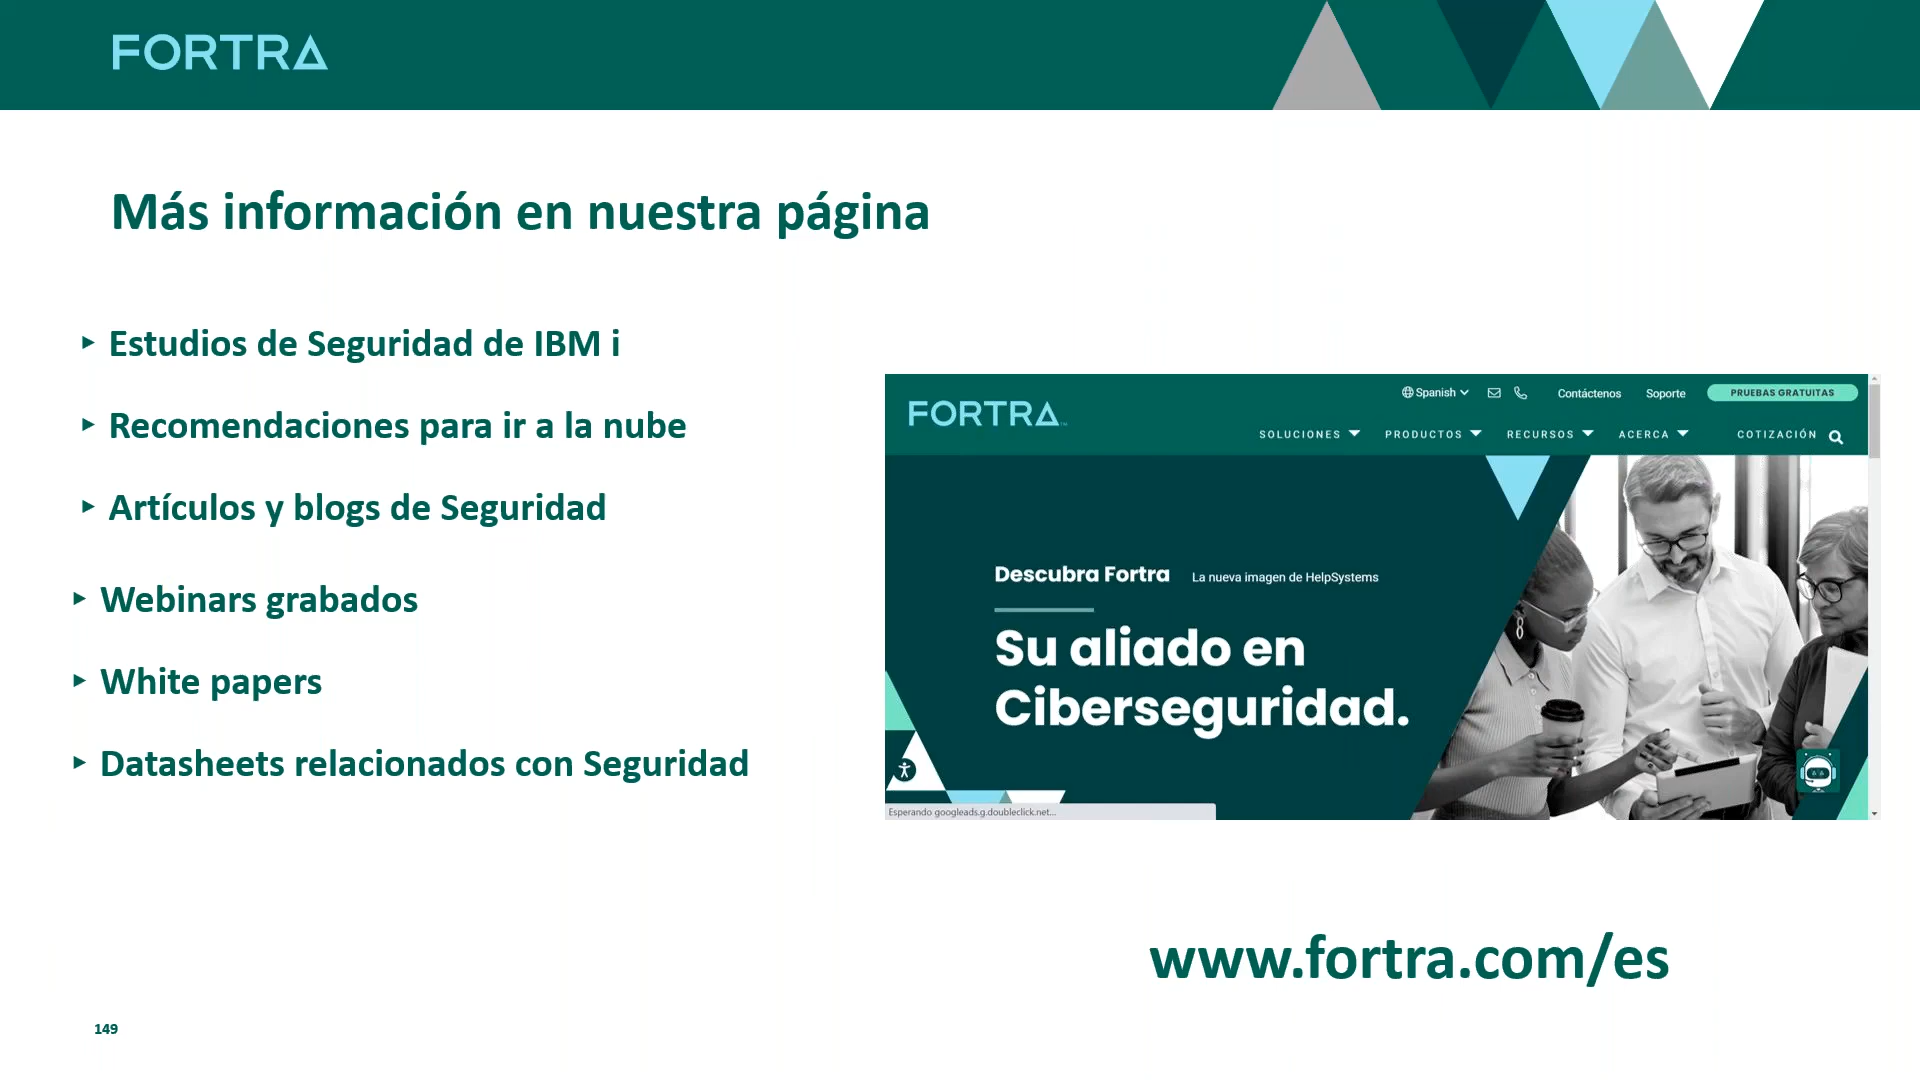 FORTRA
Más información en nuestra página
‣ Estudios de Seguridad de IBM i
‣ Recomendaciones para ir a la nube
‣ Artículos y blogs de Seguridad
‣ Webinars grabados
‣ White papers
‣ Datasheets relacionados con Seguridad
Spanish Contáctenos Soporte PRUEBAS GRATUITAS
FORTRA™
SOLUCIONES PRODUCTOS RECURSOS ACERCA COTIZACIÓN
Descubra Fortra La nueva imagen de HelpSystems
Su aliado en
Ciberseguridad.
Esperando googleads.g.doubleclick.net...
www.fortra.com/es
149